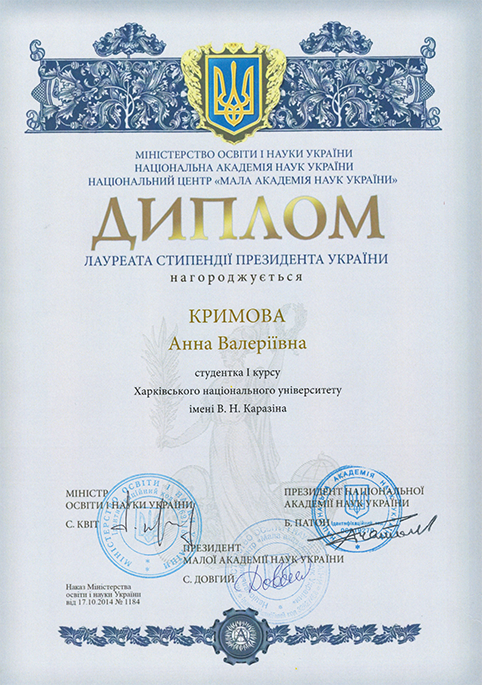 МІНІСТЕРСТВО ОСВІТИ І НАУКИ УКРАЇНИ
НАЦІОНАЛЬНА АКАДЕМІЯ НАУК УКРАЇНИ
НАЦІОНАЛЬНИЙ ЦЕНТР «МАЛА АКАДЕМІЯ НАУК УКРАЇНИ»
ДИПЛОМ
ЛАУРЕАТА СТИПЕНДІЇ ПРЕЗИДЕНТА УКРАЇНИ
нагороджується
КРИМОВА
Анна Валеріївна
студентка І курсу
Харківського національного університету
імені В. Н. Каразіна
МІНІСТР
ОСВІТИ І НАУКИ УКРАЇНИ
С. КВІТ
ПРЕЗИДЕНТ НАЦІОНАЛЬНОЇ
АКАДЕМІЇ НАУК УКРАЇНИ
Б. ПАТОН
ПРЕЗИДЕНТ
МАЛОЇ АКАДЕМІЇ НАУК УКРАЇНИ
С. ДОВГИЙ
Наказ Міністерства
освіти і науки України
від 17.10.2014 № 1184